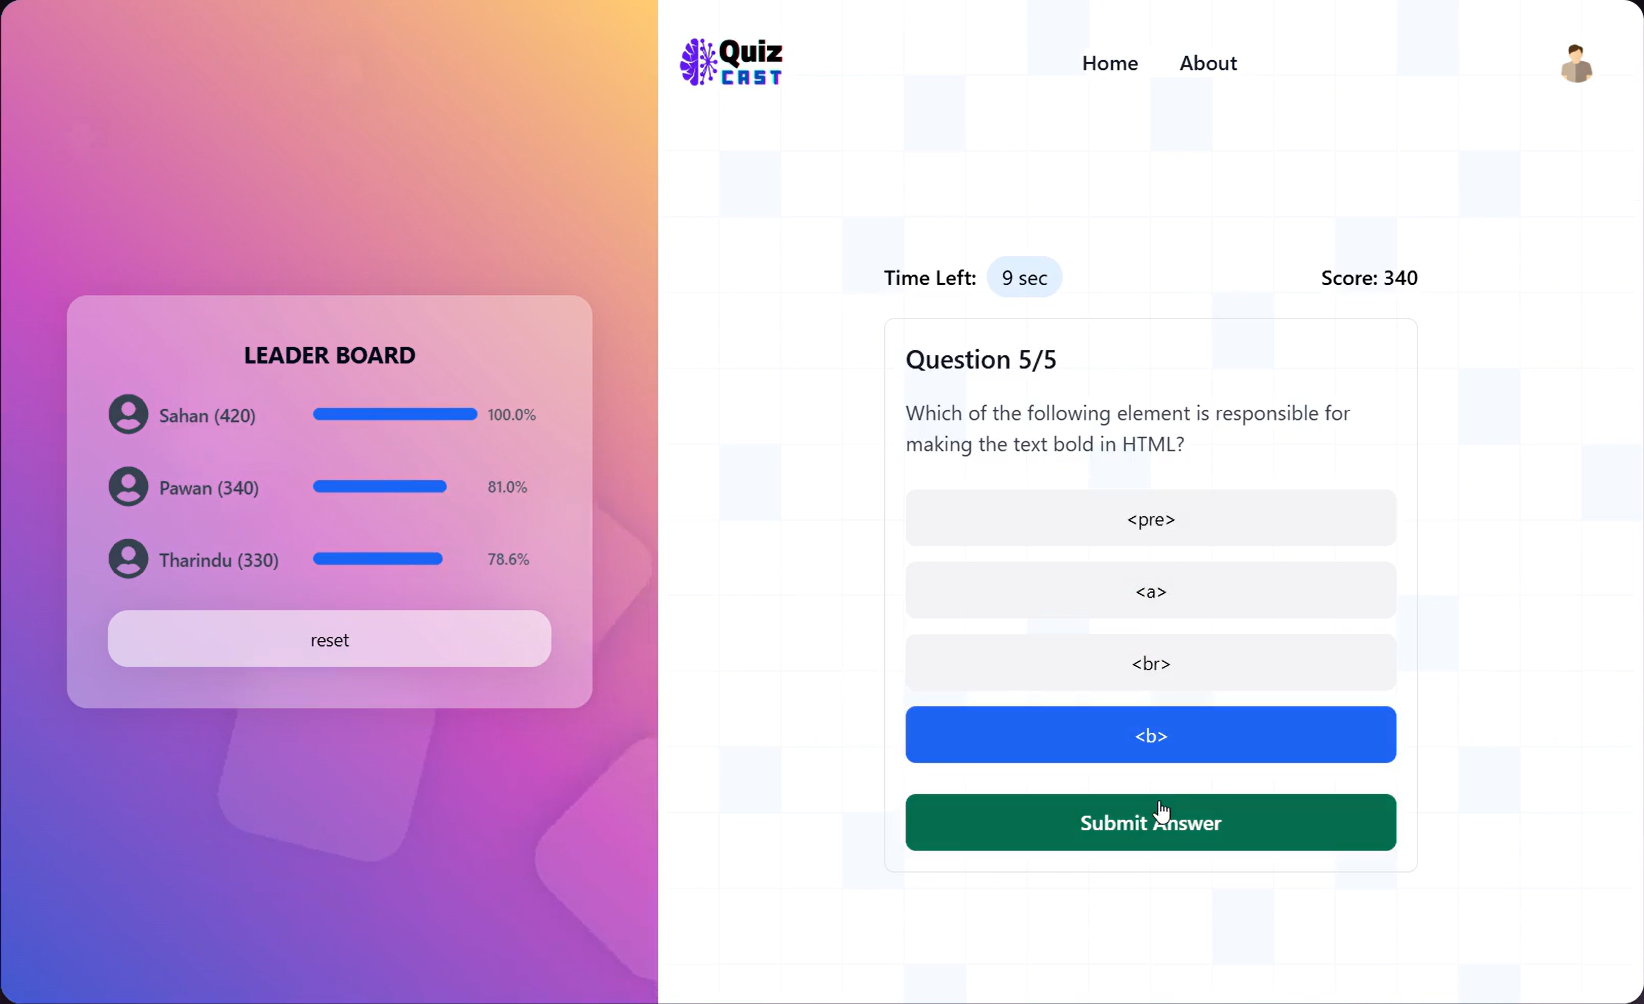 LEADER BOARD
Sahan (420) 100.0%
Pawan (340) 81.0%
Tharindu (330) 78.6%
reset
Quiz
CAST
Home About
Time Left: 9 sec Score: 340
Question 5/5
Which of the following element is responsible for
making the text bold in HTML?
<pre>
<a>
<br>
<b>
Submit Answer